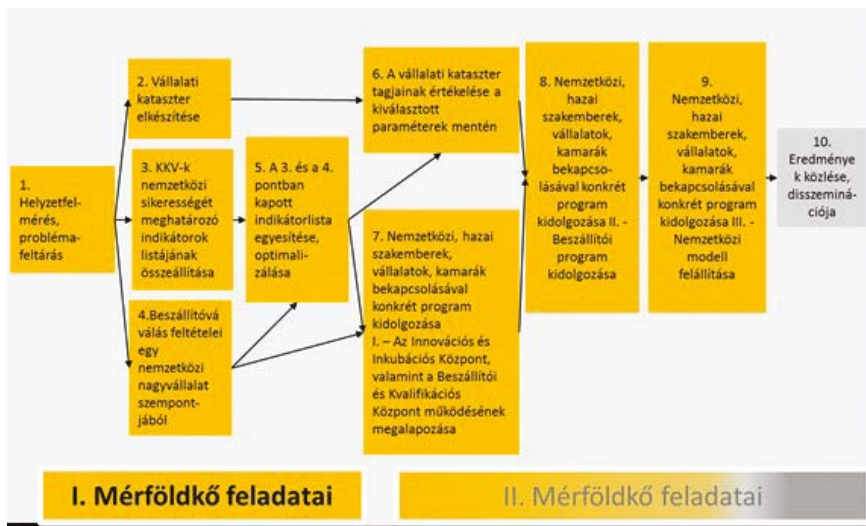 1.
Helyzetfel-
mérés,
probléma-
feltárás
2. Vállalati
kataszter
elkészítése
3. KKV-k
nemzetközi
sikerességét
meghatározó
indikátorok
listájának
összeállítása
4.Beszállítóvá
válás feltételei
egy
nemzetközi
nagyvállalat
szempont-
jából
5. A 3. és a 4.
pontban
kapott
indikátorlista
egyesítése,
optimali-
zálása
6. A vállalati kataszter
tagjainak értékelése a
kiválasztott
paraméterek mentén
7. Nemzetközi, hazai
szakemberek,
vállalatok, kamarák
bekapcsolásával
konkrét program
kidolgozása
I. – Az Innovációs és
Inkubációs Központ,
valamint a Beszállítói
és Kvalifikációs
Központ működésének
megalapozása
8. Nemzetközi,
hazai
szakemberek,
vállalatok,
kamarák
bekapcso-
lásával konkrét
program
kidolgozása II. -
Beszállítói
program
kidolgozása
9.
Nemzetközi,
hazai
szakemberek,
vállalatok,
kamarák
bekapcsolásával
konkrét program
kidolgozása III. -
Nemzetközi
modell
felállítása
10.
Eredménye
k közlése,
disszeminá-
ciója
I. Mérföldkő feladatai
II. Mérföldkő feladatai